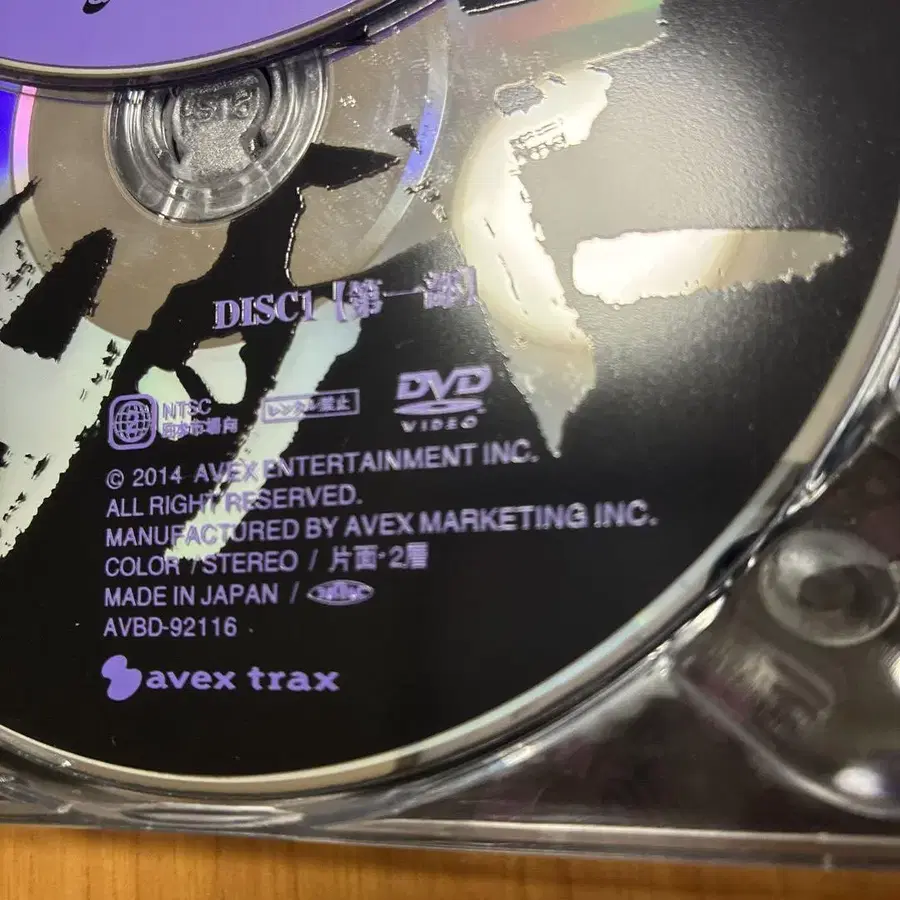 DISC1【第一部】
2 NTSC 日本市場向 レンタル禁止 DVD VIDEO
© 2014 AVEX ENTERTAINMENT INC.
ALL RIGHT RESERVED.
MANUFACTURED BY AVEX MARKETING INC.
COLOR / STEREO / 片面・2層
MADE IN JAPAN /
AVBD-92116
avex trax